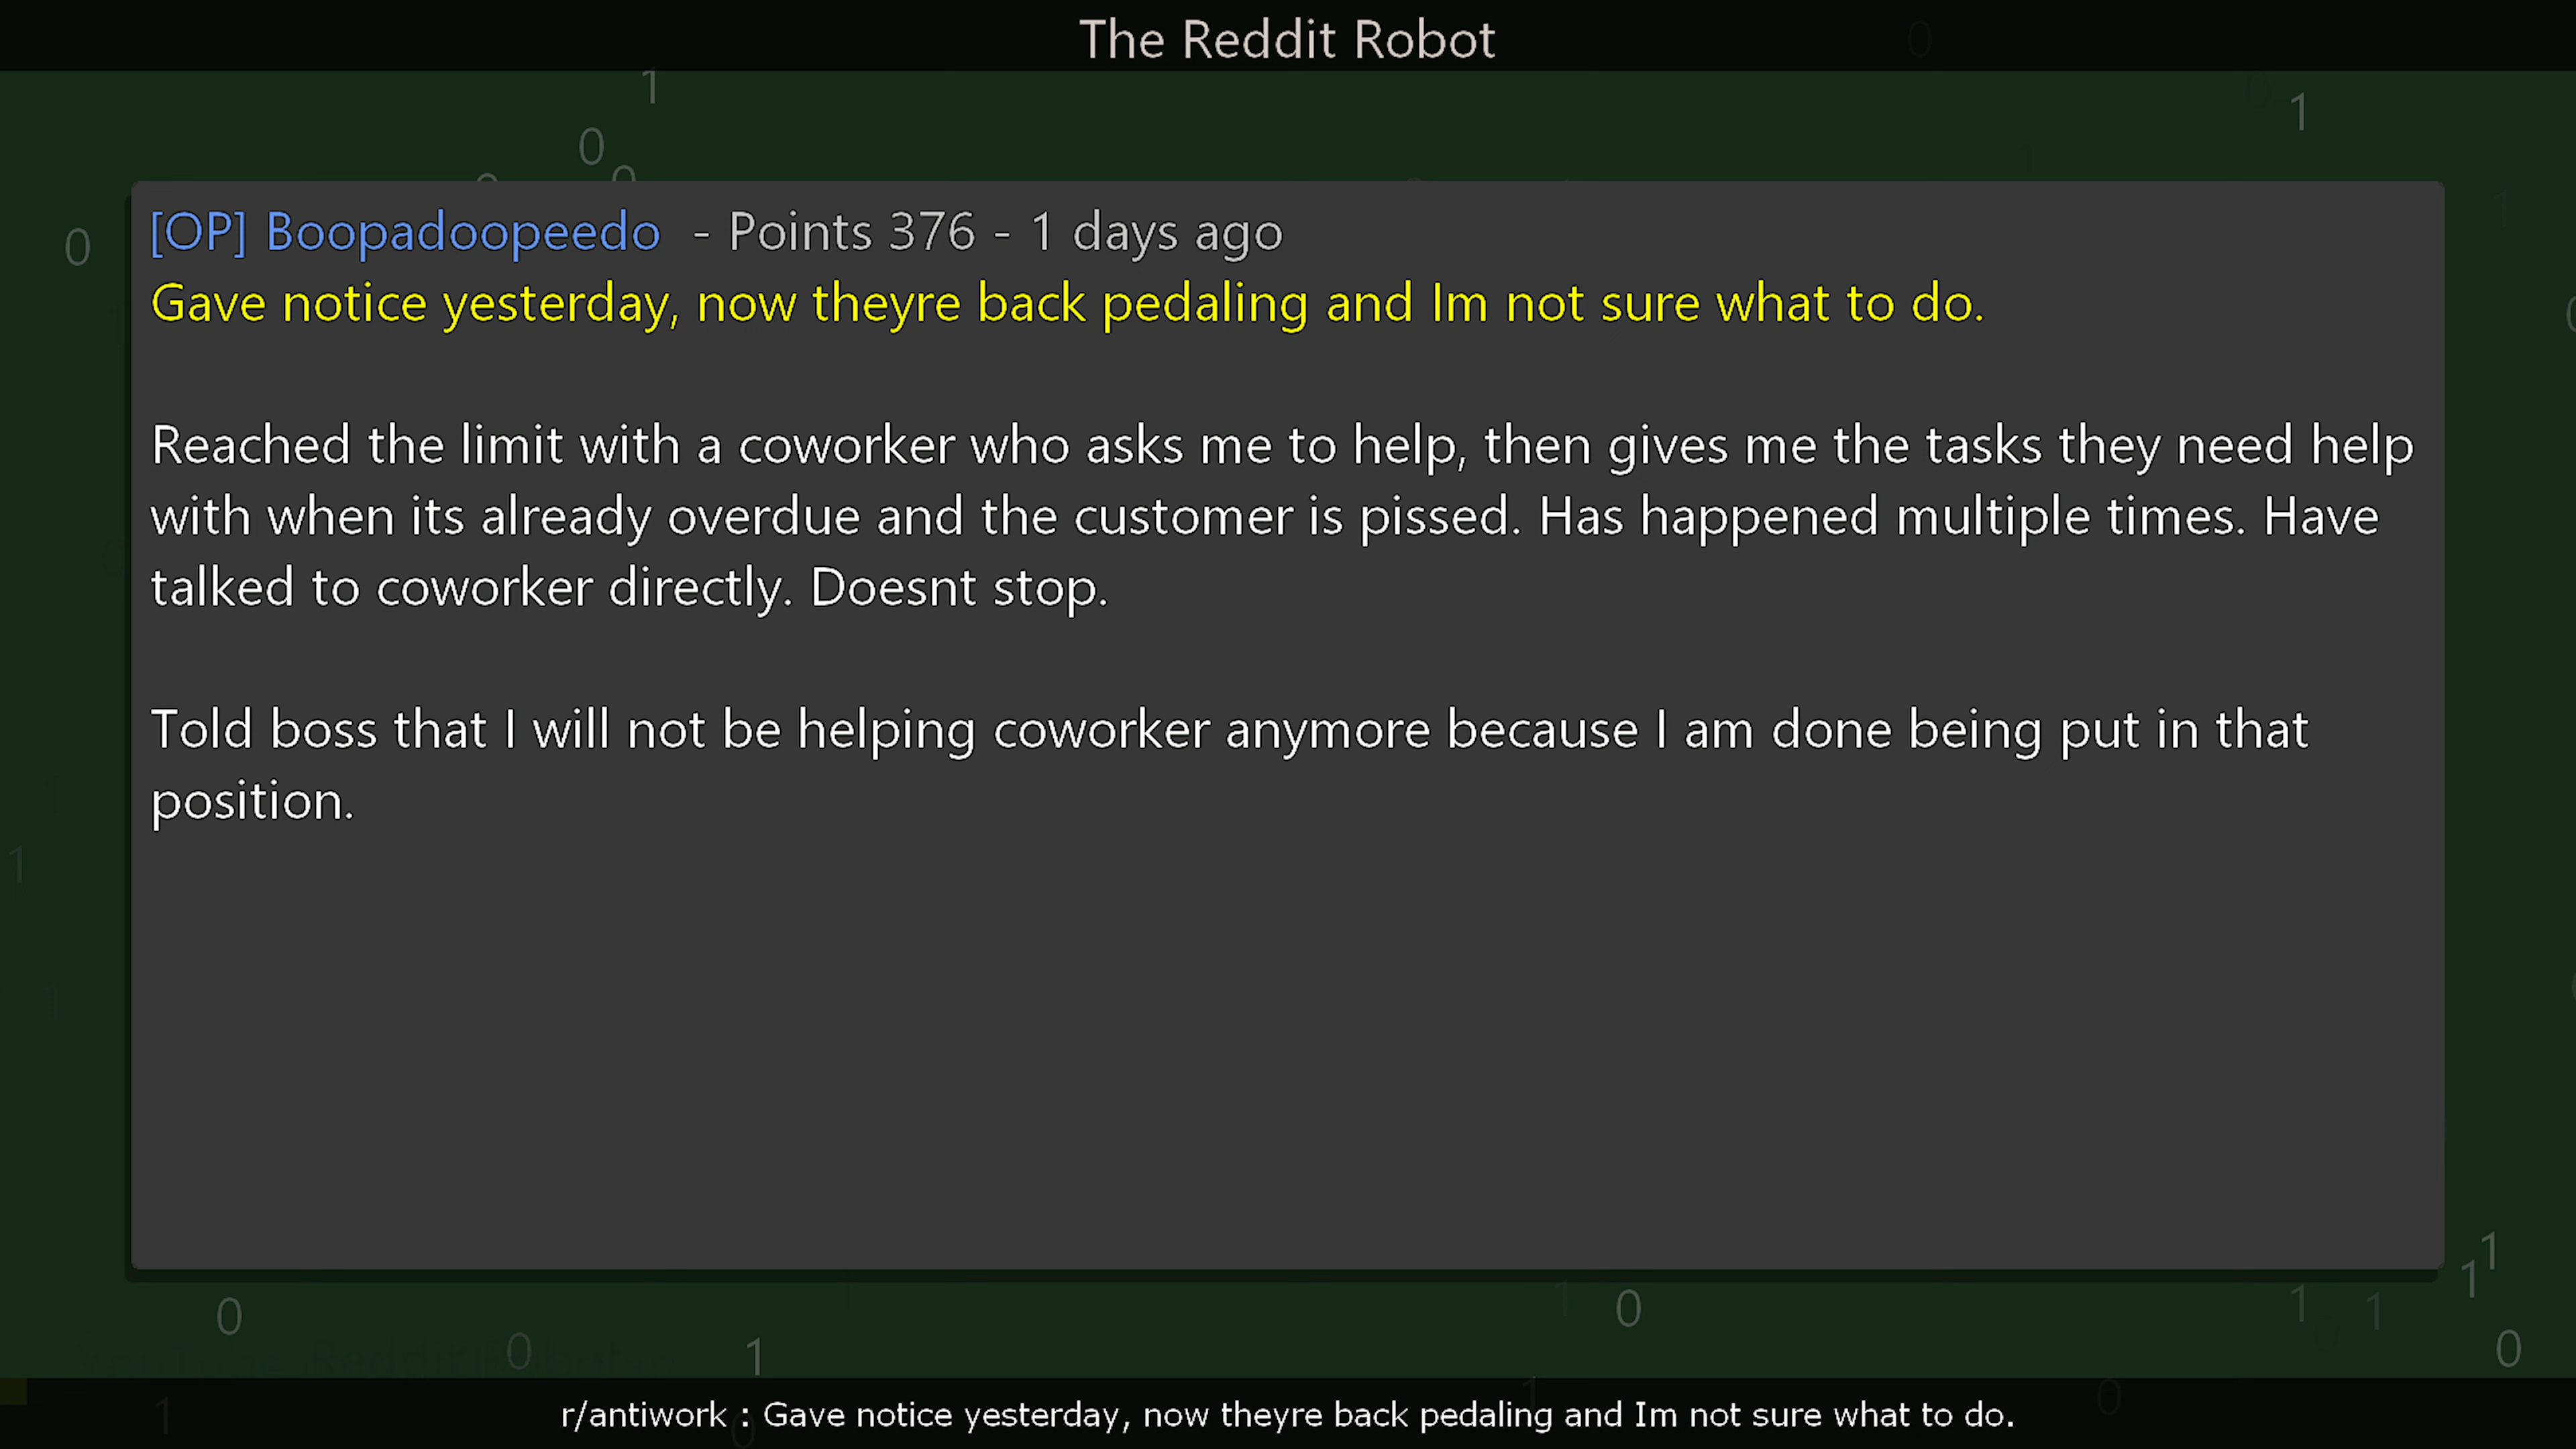 The Reddit Robot
[OP] Boopadoopeedo - Points 376 - 1 days ago
Gave notice yesterday, now theyre back pedaling and Im not sure what to do.
Reached the limit with a coworker who asks me to help, then gives me the tasks they need help
with when its already overdue and the customer is pissed. Has happened multiple times. Have
talked to coworker directly. Doesnt stop.
Told boss that I will not be helping coworker anymore because I am done being put in that
position.
r/antiwork : Gave notice yesterday, now theyre back pedaling and Im not sure what to do.